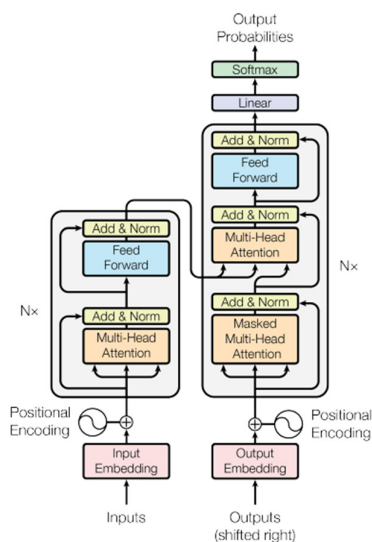 Output
Probabilities
Softmax
Linear
Add & Norm
Feed
Forward
Add & Norm
Multi-Head
Attention
Add & Norm
Masked
Multi-Head
Attention
N×
Positional
Encoding
Output
Embedding
Outputs
(shifted right)
Add & Norm
Feed
Forward
Add & Norm
Multi-Head
Attention
N×
Positional
Encoding
Input
Embedding
Inputs